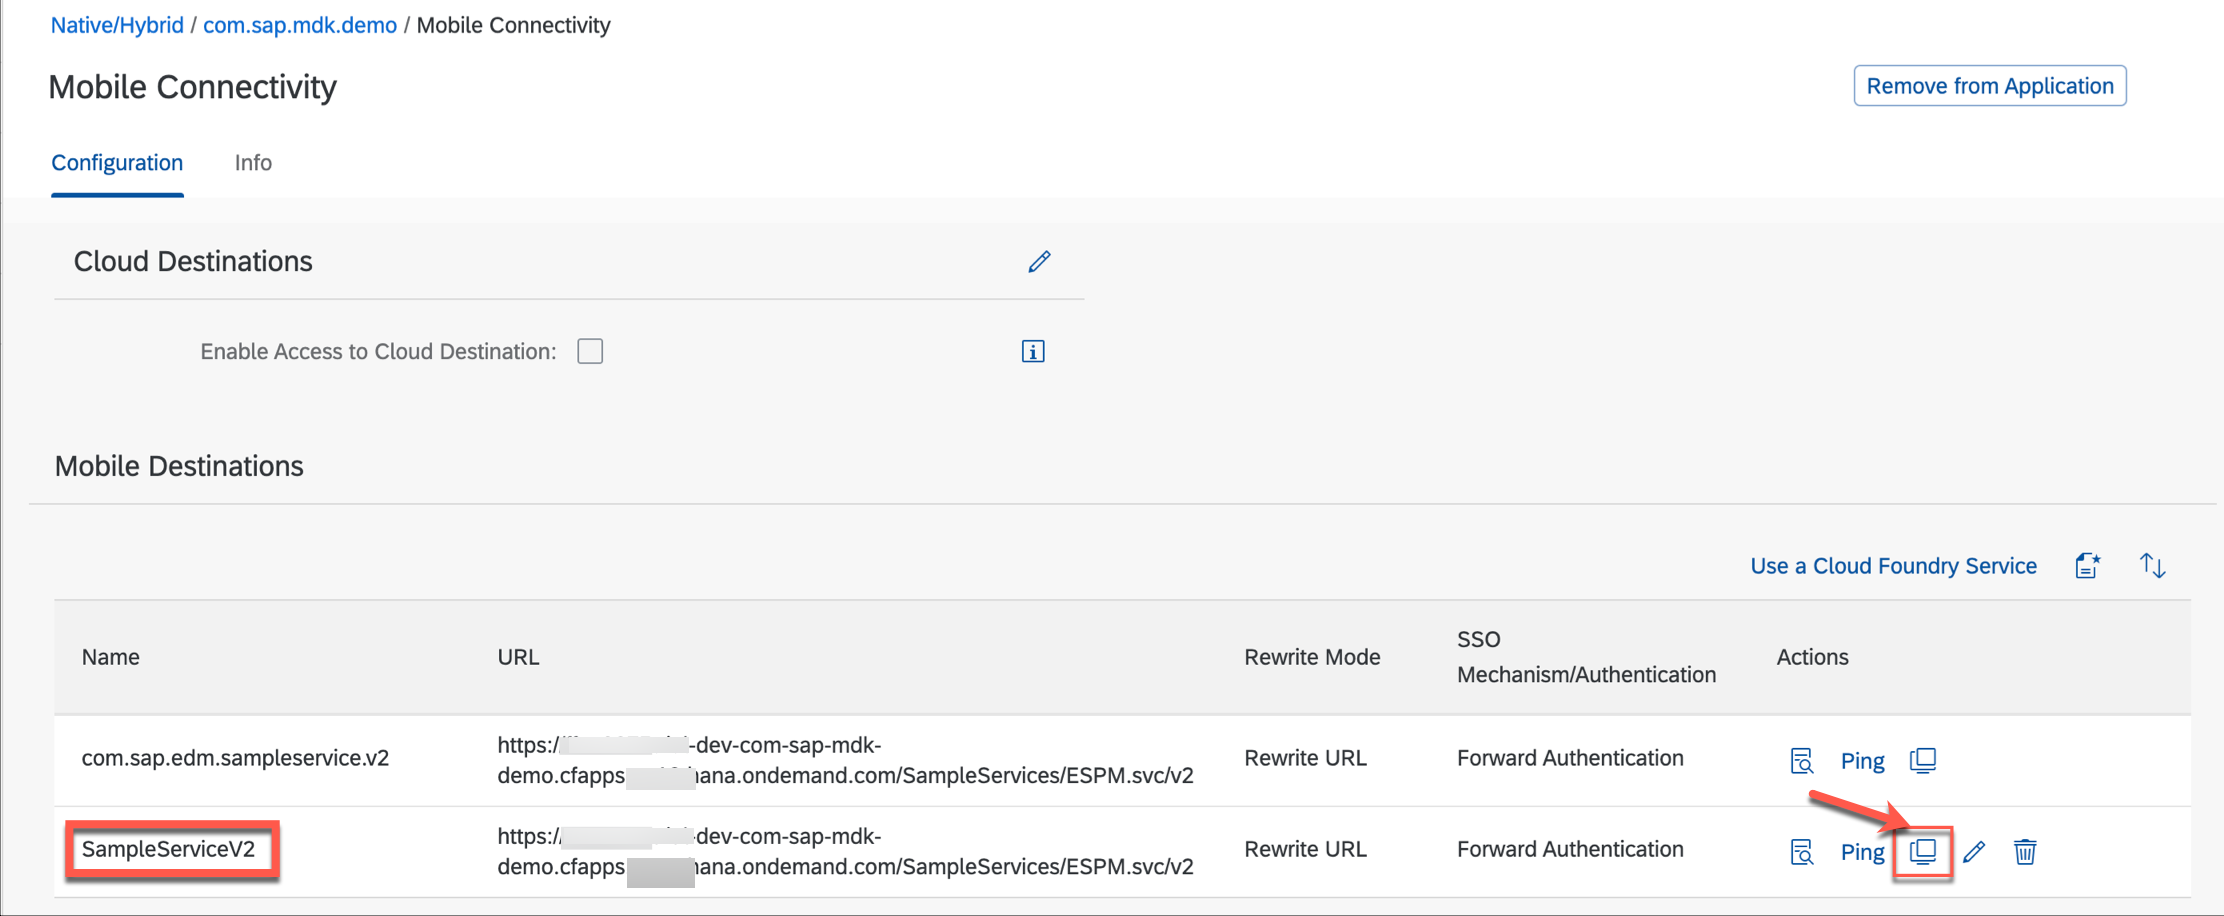 Native/Hybrid / com.sap.mdk.demo / Mobile Connectivity
Mobile Connectivity
Remove from Application
Configuration Info
Cloud Destinations
Enable Access to Cloud Destination:
Mobile Destinations
Use a Cloud Foundry Service
Name URL Rewrite Mode SSO Mechanism/Authentication Actions
com.sap.edm.sampleservice.v2
https:/ -dev-com-sap-mdk-
demo.cfapps ana.ondemand.com/SampleServices/ESPM.svc/v2
Rewrite URL Forward Authentication Ping
SampleServiceV2
https:/ -dev-com-sap-mdk-
demo.cfapps ana.ondemand.com/SampleServices/ESPM.svc/v2
Rewrite URL Forward Authentication Ping